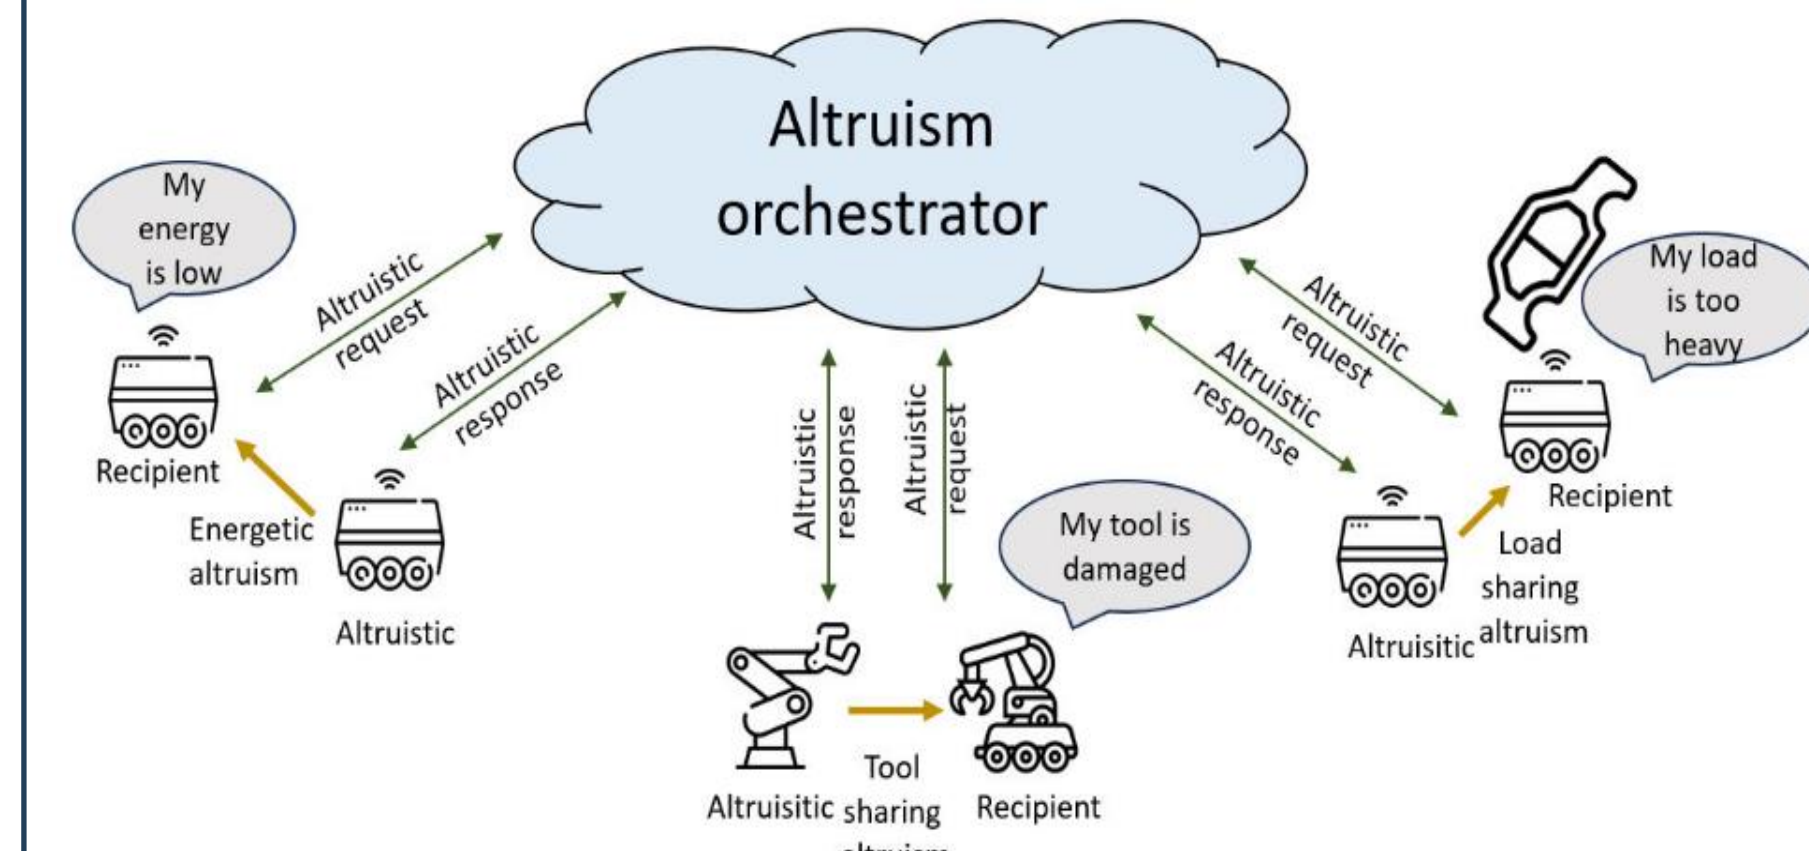 Altruism
orchestrator
My
energy
is low
Altruistic
request
Altruistic
response
Recipient
Energetic
altruism
Altruistic
Altruistic
response
Altruistic
request
My tool is
damaged
Altruisitic
Tool
sharing
altruism
Recipient
Altruistic
request
Altruistic
response
My load
is too
heavy
Recipient
Load
sharing
altruism
Altruisitic